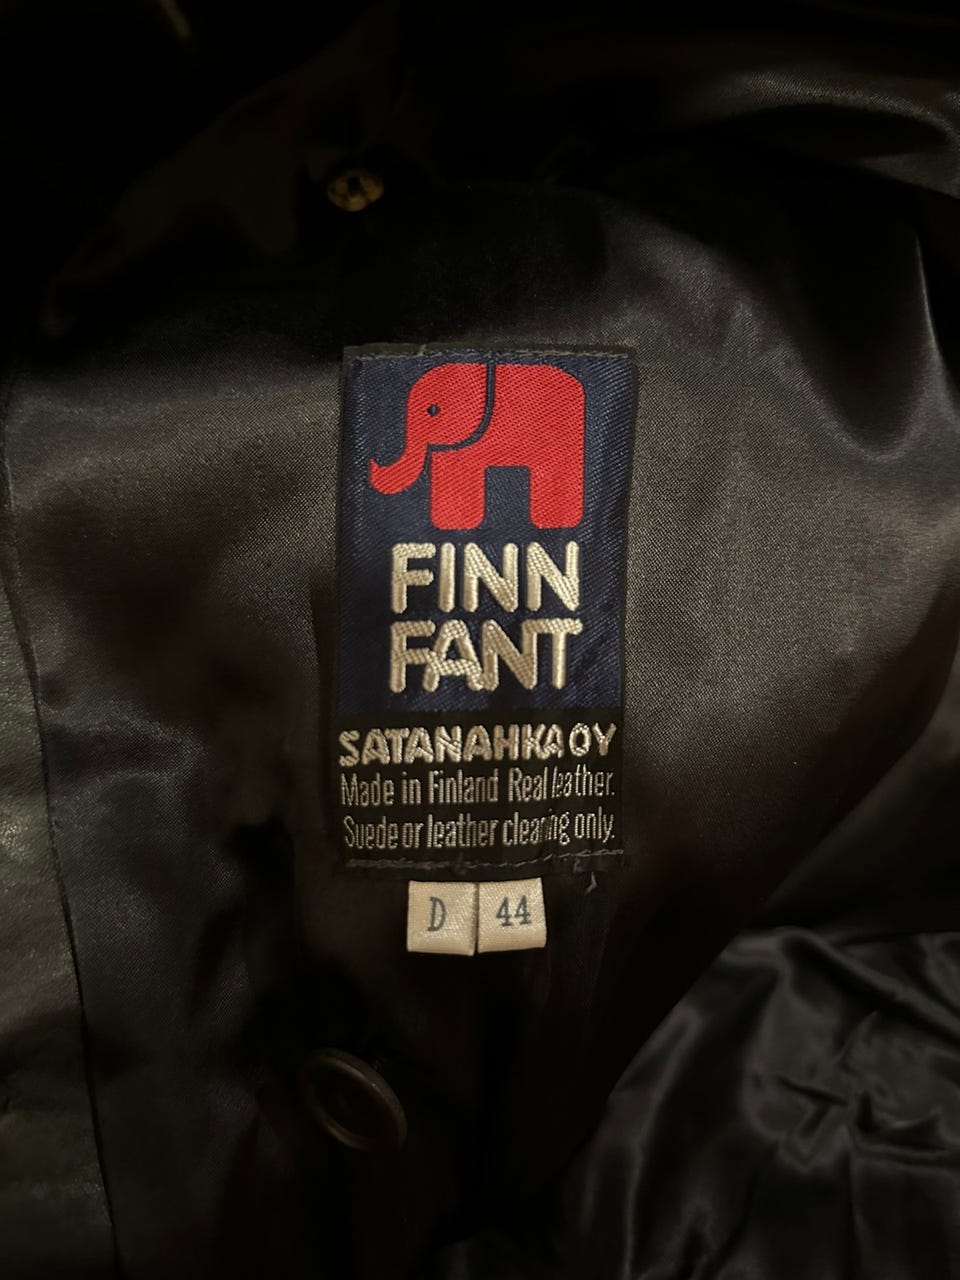 FINN
FANT
SATANAHKA OY
Made in Finland Real leather.
Suede or leather cleaning only.
D 44